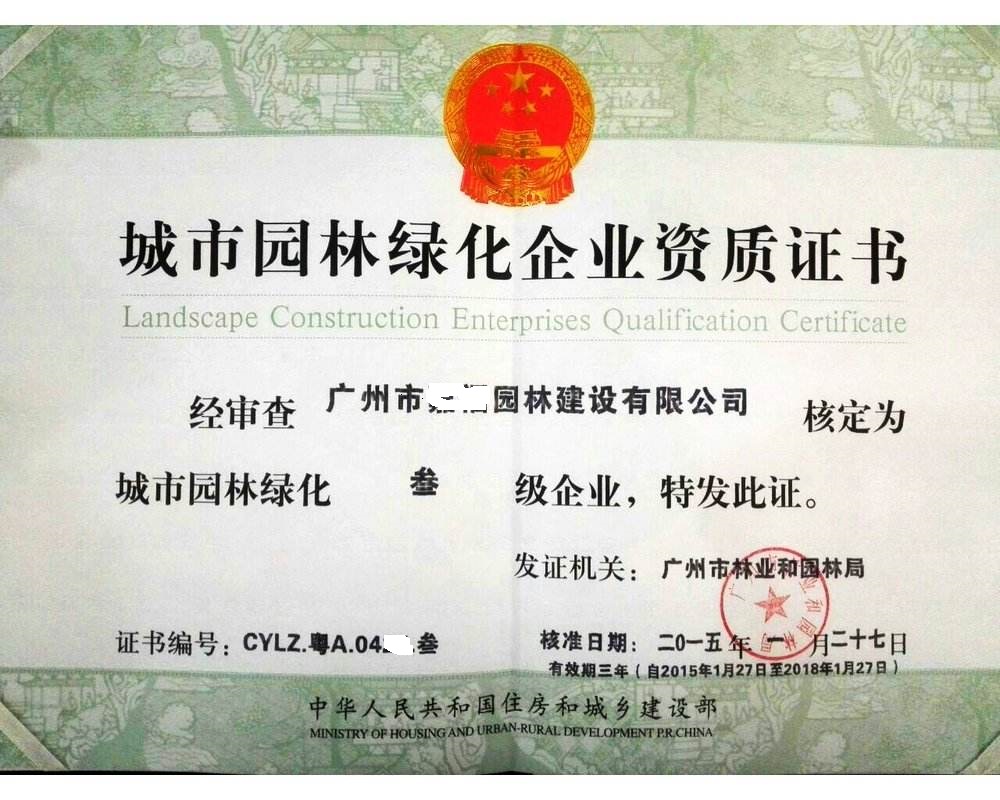 城市园林绿化企业资质证书
Landscape Construction Enterprises Qualification Certificate
经审查 广州市 园林建设有限公司 核定为
城市园林绿化 叁 级企业，特发此证。
发证机关：广州市林业和园林局
证书编号：CYLZ.粤A.04 .叁
核准日期：二〇一五年一月二十七日
有效期三年（自2015年1月27日至2018年1月27日）
中华人民共和国住房和城乡建设部
MINISTRY OF HOUSING AND URBAN-RURAL DEVELOPMENT P.R.CHINA